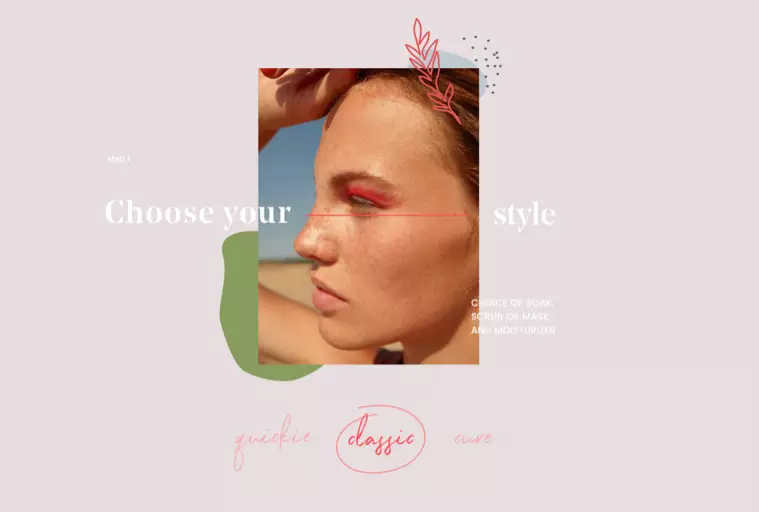 step 1
Choose your style
CHOICE OF SOAK,
SCRUB OR MASK
AND MOISTURIZER
quickie classic cure